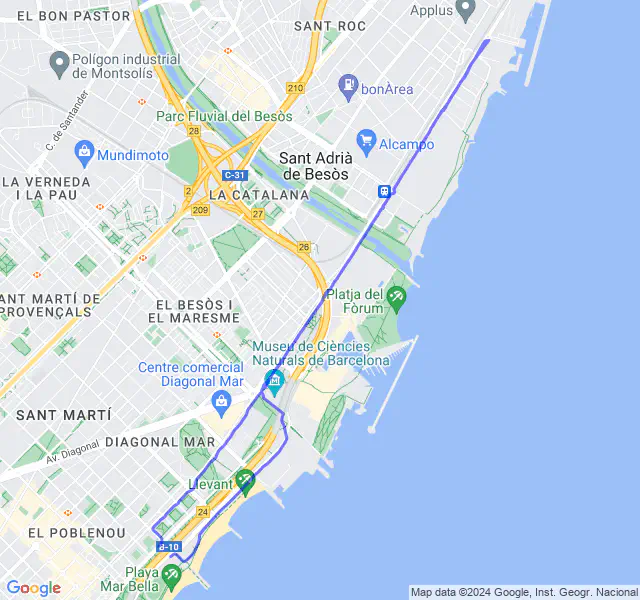 EL BON PASTOR
Applus
SANT ROC
Polígon industrial
de Montsolís
210
bonÀrea
C. de Santander
Parc Fluvial del Besòs
28
Alcampo
Mundimoto
Sant Adrià
de Besòs
C-31
LA VERNEDA
I LA PAU
2
LA CATALANA
209
27
26
ANT MARTÍ DE
PROVENÇALS
EL BESÒS I
EL MARESME
Platja del
Fòrum
Museu de Ciències
Naturals de Barcelona
Centre comercial
Diagonal Mar
SANT MARTÍ
DIAGONAL MAR
Av. Diagonal
Llevant
24
EL POBLENOU
B-10
Playa
Mar Bella
Google
Map data ©2024 Google, Inst. Geogr. Nacional